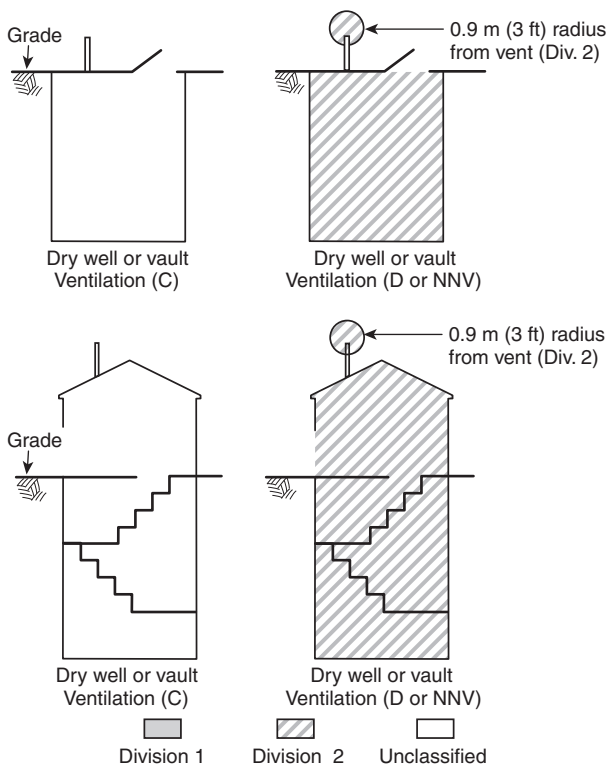 Grade
0.9 m (3 ft) radius
from vent (Div. 2)
Dry well or vault
Ventilation (C)
Dry well or vault
Ventilation (D or NNV)
0.9 m (3 ft) radius
from vent (Div. 2)
Grade
Dry well or vault
Ventilation (C)
Dry well or vault
Ventilation (D or NNV)
Division 1
Division 2
Unclassified